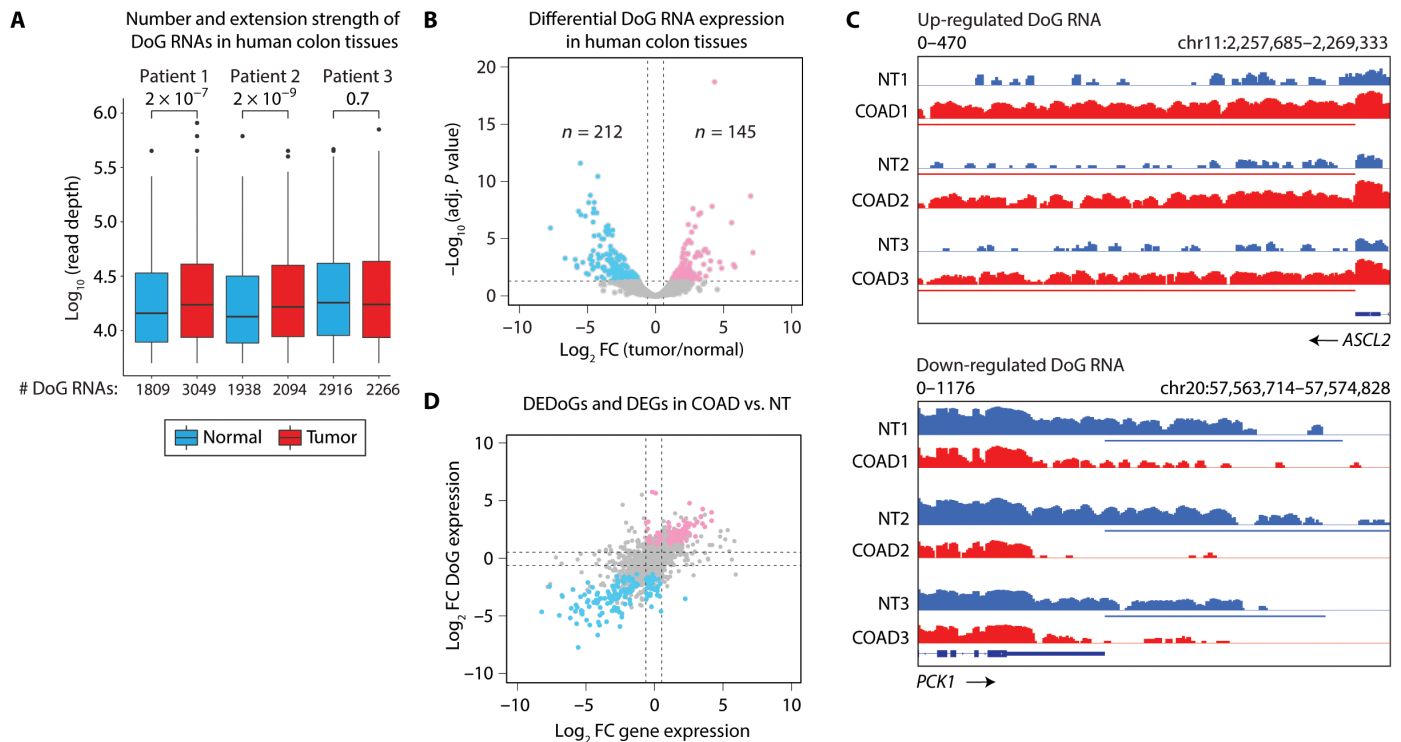 A
Number and extension strength of
DoG RNAs in human colon tissues
Patient 1
Patient 2
Patient 3
2 × 10−7
2 × 10−9
0.7
Log10 (read depth)
6.0
5.5
5.0
4.5
4.0
# DoG RNAs:
1809
3049
1938
2094
2916
2266
Normal
Tumor
B
Differential DoG RNA expression
in human colon tissues
−Log10 (adj. P value)
20
15
10
5
0
n = 212
n = 145
−10
−5
0
5
10
Log2 FC (tumor/normal)
C
Up-regulated DoG RNA
0–470
chr11:2,257,685–2,269,333
NT1
COAD1
NT2
COAD2
NT3
COAD3
← ASCL2
Down-regulated DoG RNA
0–1176
chr20:57,563,714–57,574,828
NT1
COAD1
NT2
COAD2
NT3
COAD3
PCK1 →
D
DEDoGs and DEGs in COAD vs. NT
Log2 FC DoG expression
10
5
0
−5
−10
−10
−5
0
5
10
Log2 FC gene expression